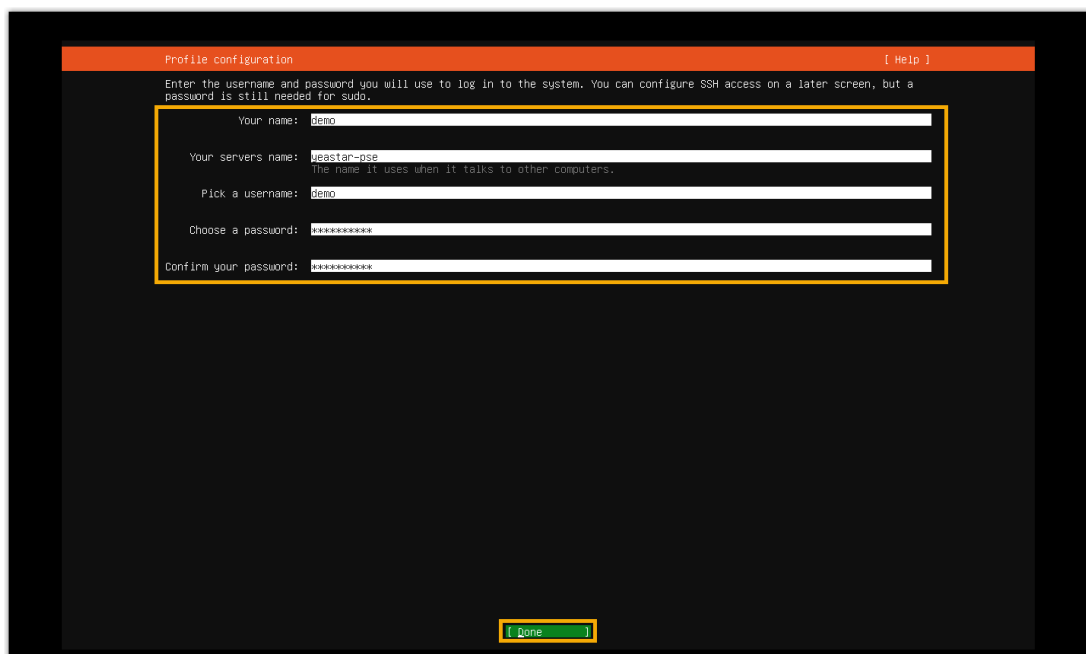 Profile configuration [ Help ]
Enter the username and password you will use to log in to the system. You can configure SSH access on a later screen, but a
password is still needed for sudo.
Your name: demo
Your servers name: yeastar-pse
The name it uses when it talks to other computers.
Pick a username: demo
Choose a password: **********
Confirm your password: **********
[ Done ]